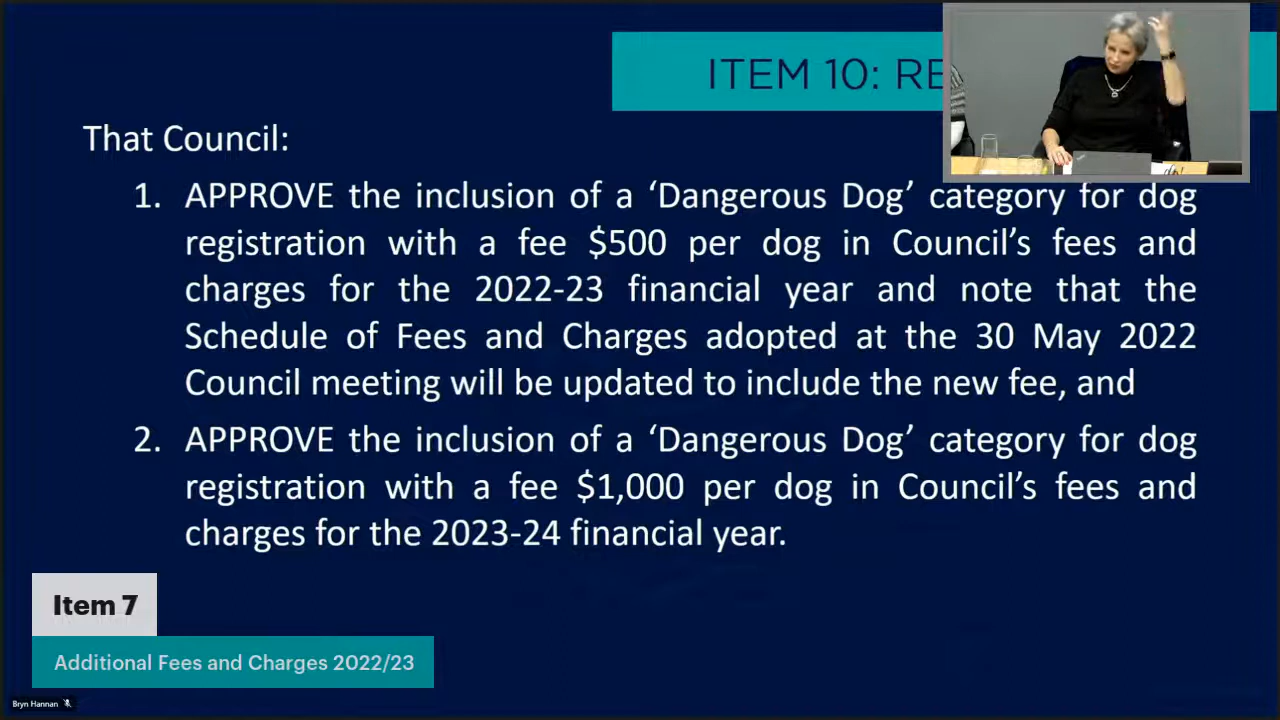 ITEM 10: RE
That Council:
1. APPROVE the inclusion of a ‘Dangerous Dog’ category for dog
registration with a fee $500 per dog in Council’s fees and
charges for the 2022-23 financial year and note that the
Schedule of Fees and Charges adopted at the 30 May 2022
Council meeting will be updated to include the new fee, and
2. APPROVE the inclusion of a ‘Dangerous Dog’ category for dog
registration with a fee $1,000 per dog in Council’s fees and
charges for the 2023-24 financial year.
Item 7
Additional Fees and Charges 2022/23
Bryn Hannan